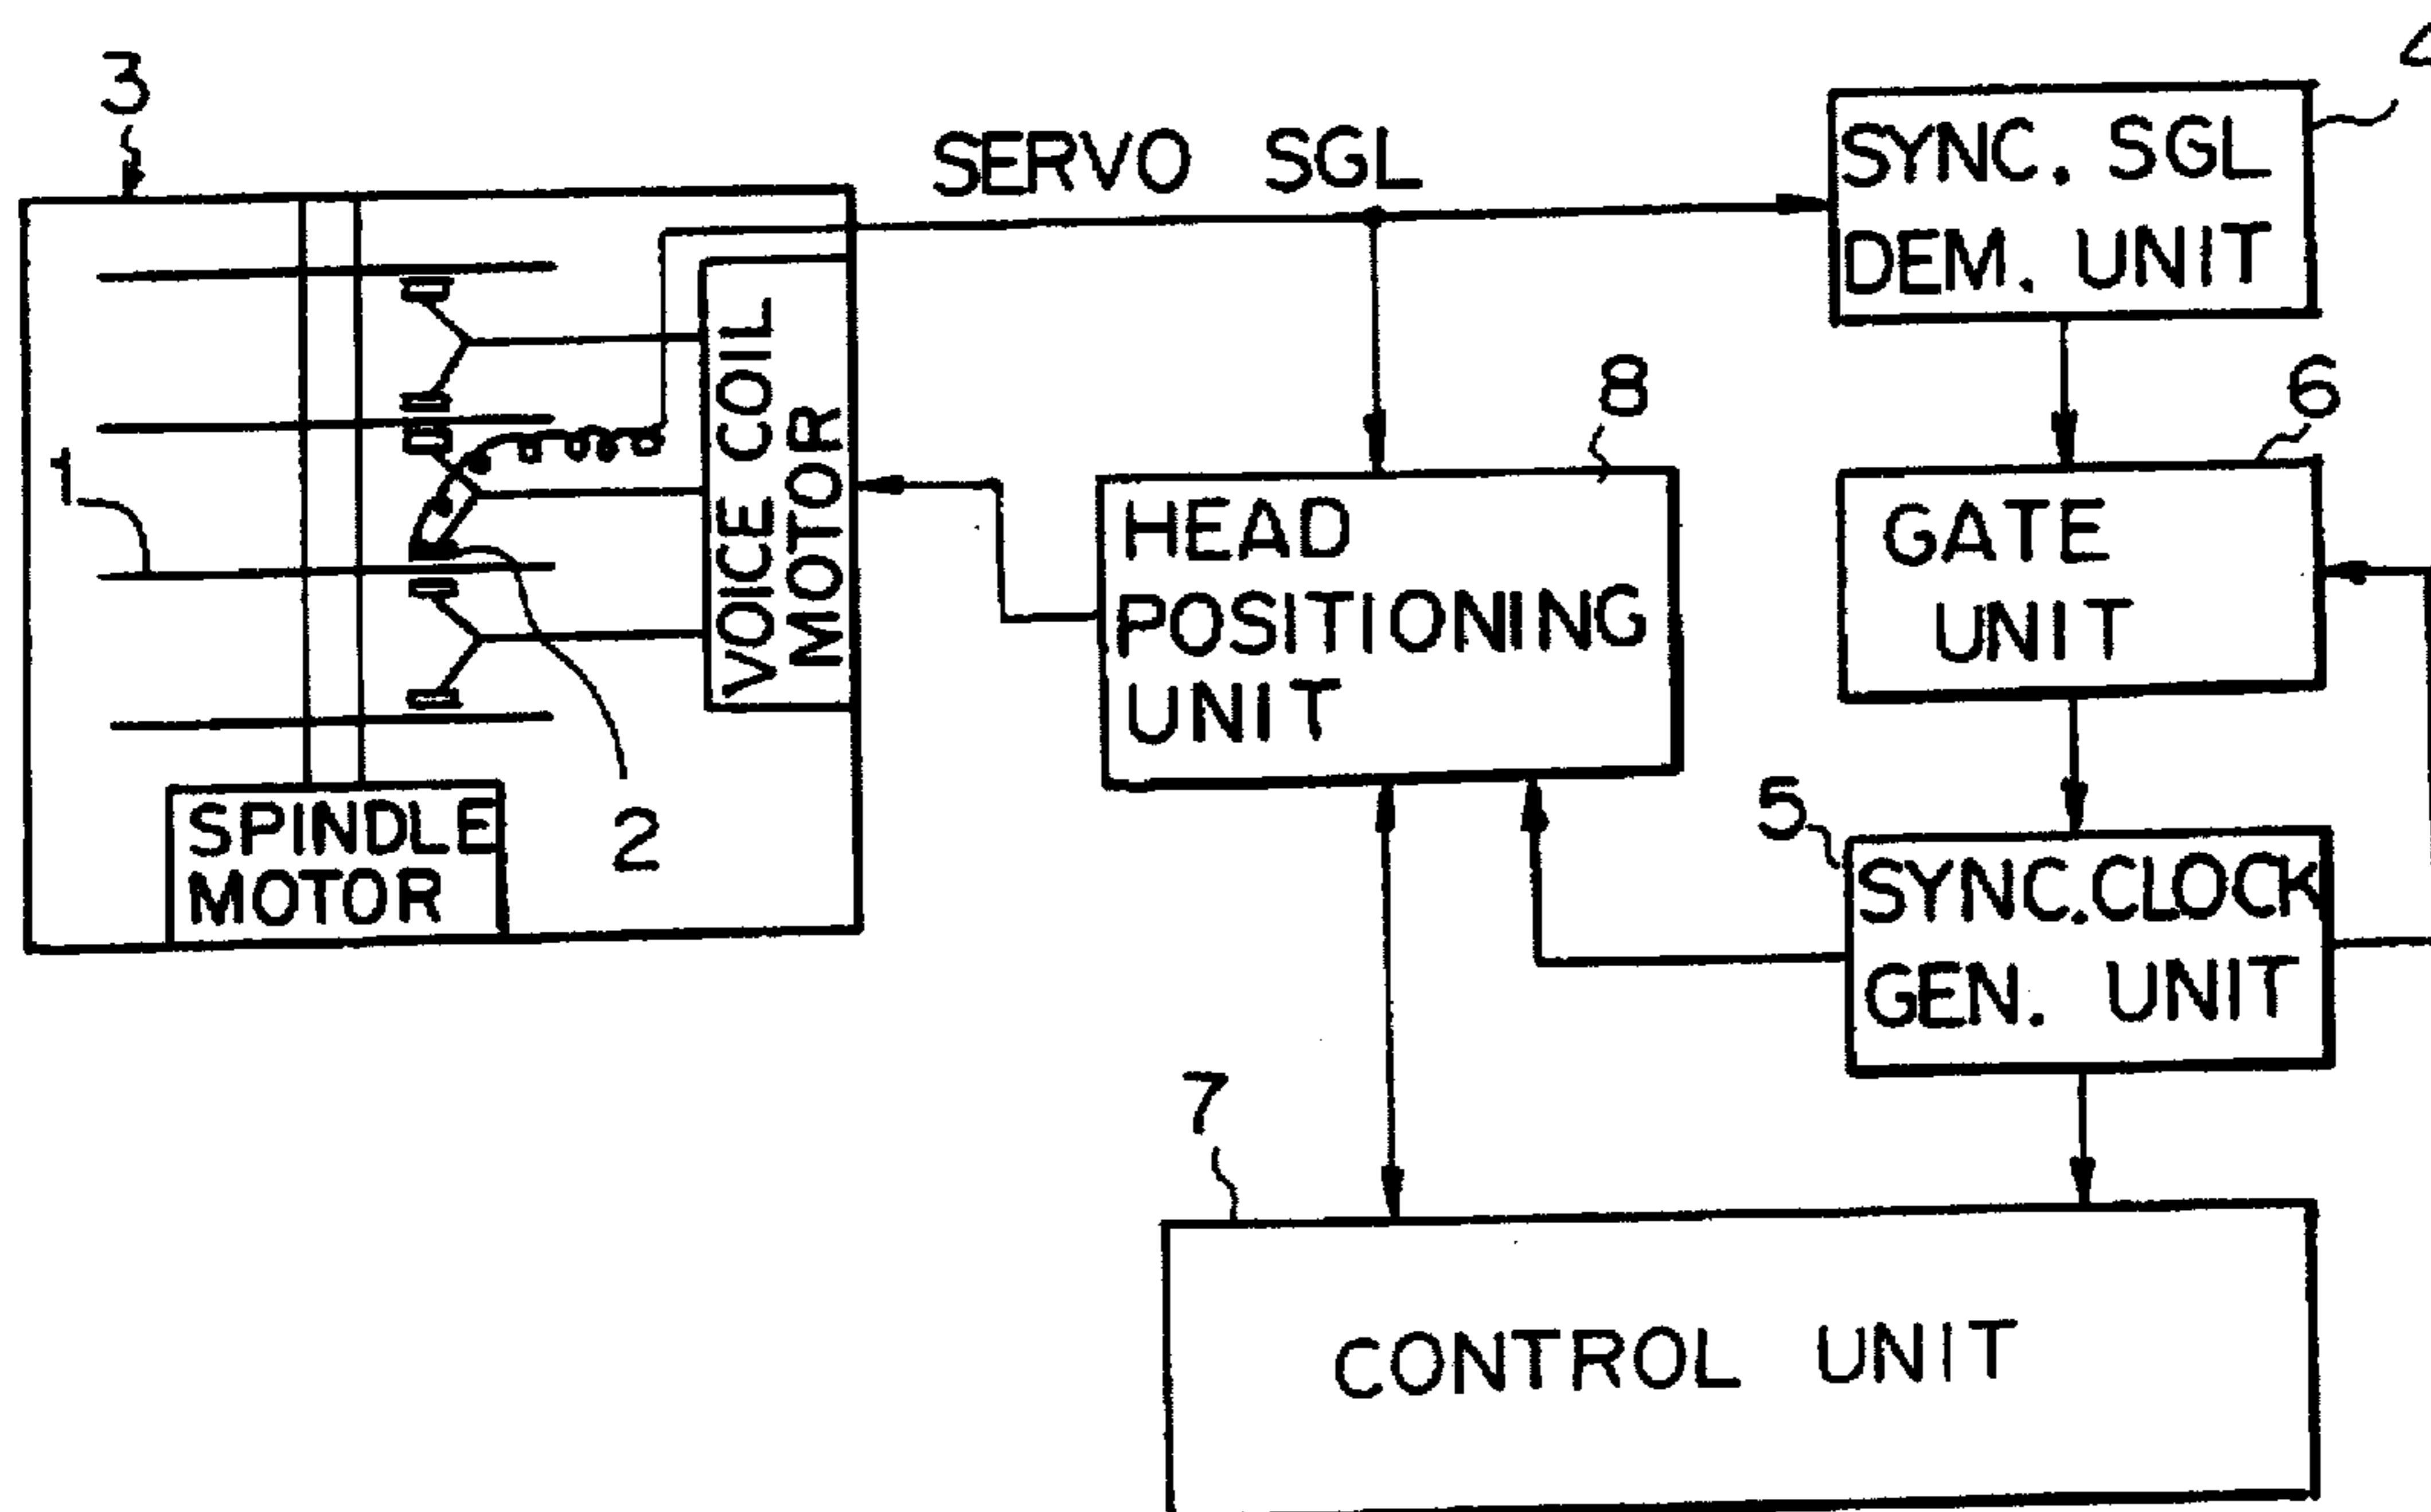 3
SERVO SGL
4
SYNC. SGL
DEM. UNIT
1
VOICE COIL
MOTOR
8
HEAD
POSITIONING
UNIT
6
GATE
UNIT
2
SPINDLE
MOTOR
5
SYNC.CLOCK
GEN. UNIT
7
CONTROL UNIT